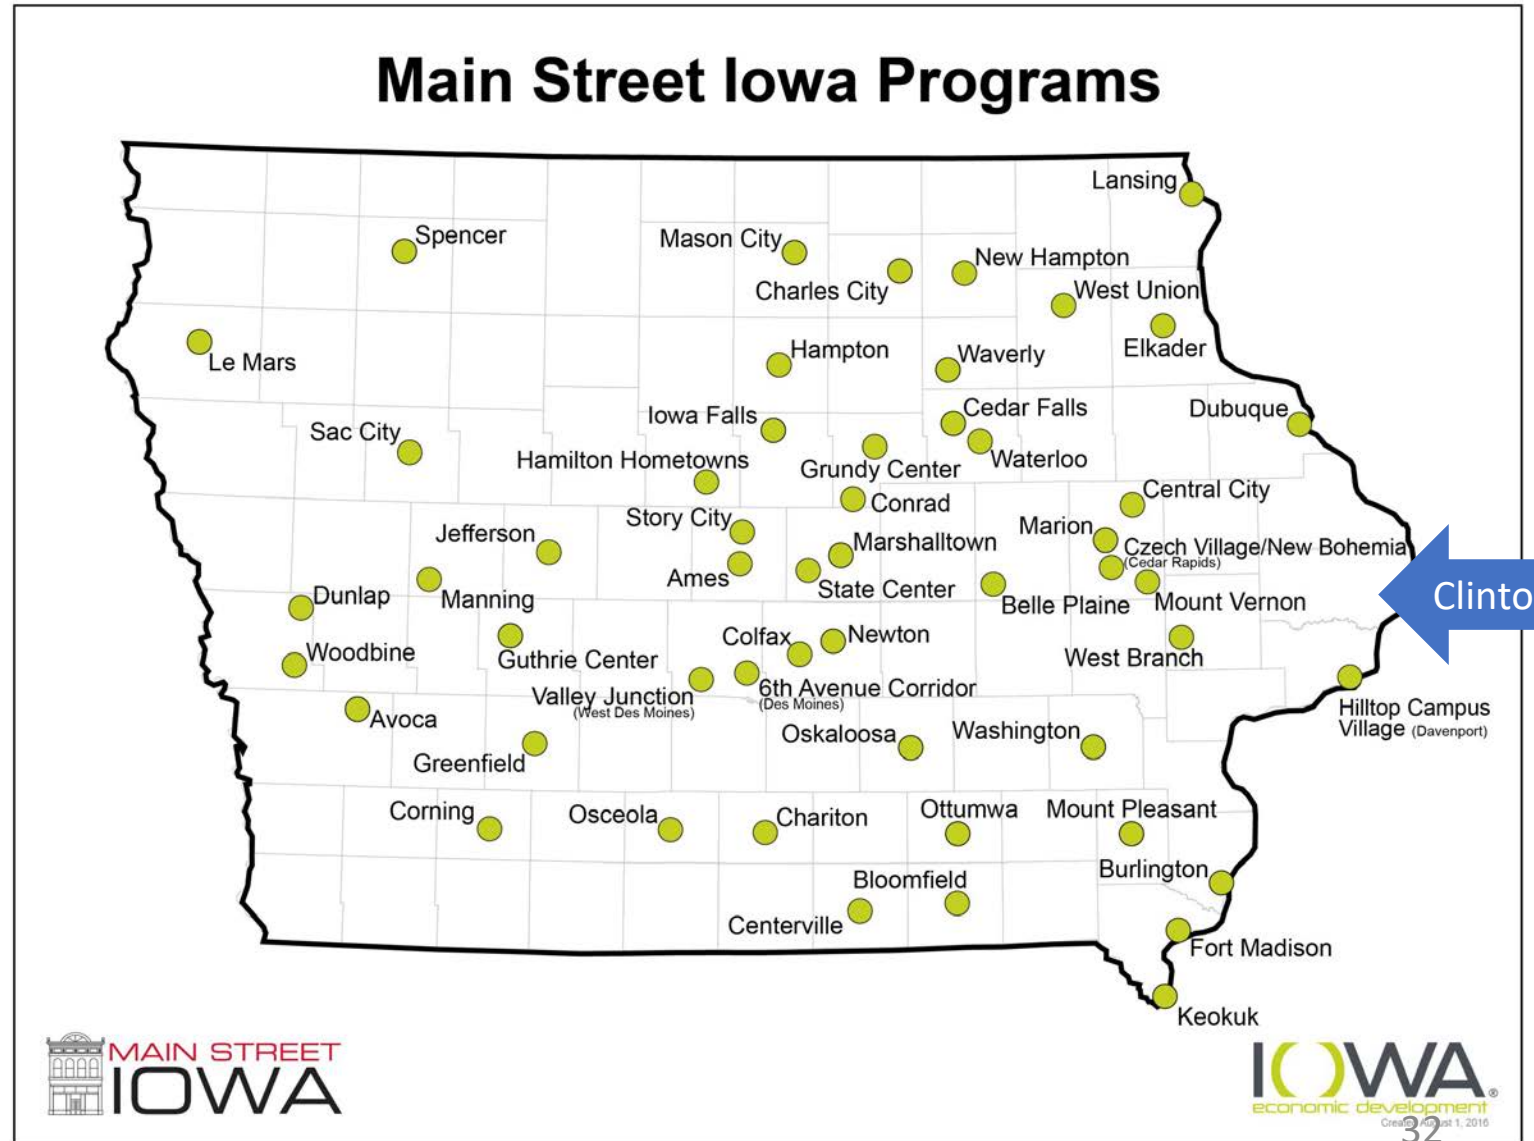 Main Street Iowa Programs
Lansing
Spencer
Mason City
Charles City
New Hampton
West Union
Elkader
Le Mars
Hampton
Waverly
Iowa Falls
Cedar Falls
Dubuque
Sac City
Hamilton Hometowns
Grundy Center
Waterloo
Conrad
Central City
Story City
Marion
Jefferson
Marshalltown
Czech Village/New Bohemia
(Cedar Rapids)
Ames
State Center
Belle Plaine
Mount Vernon
Clinto
Dunlap
Manning
Woodbine
Guthrie Center
Colfax
Newton
West Branch
Valley Junction
(West Des Moines)
6th Avenue Corridor
(Des Moines)
Hilltop Campus
Village (Davenport)
Avoca
Oskaloosa
Washington
Greenfield
Corning
Osceola
Chariton
Ottumwa
Mount Pleasant
Burlington
Bloomfield
Centerville
Fort Madison
Keokuk
MAIN STREET
IOWA
IOWA®
economic development
Created August 1, 2016
32